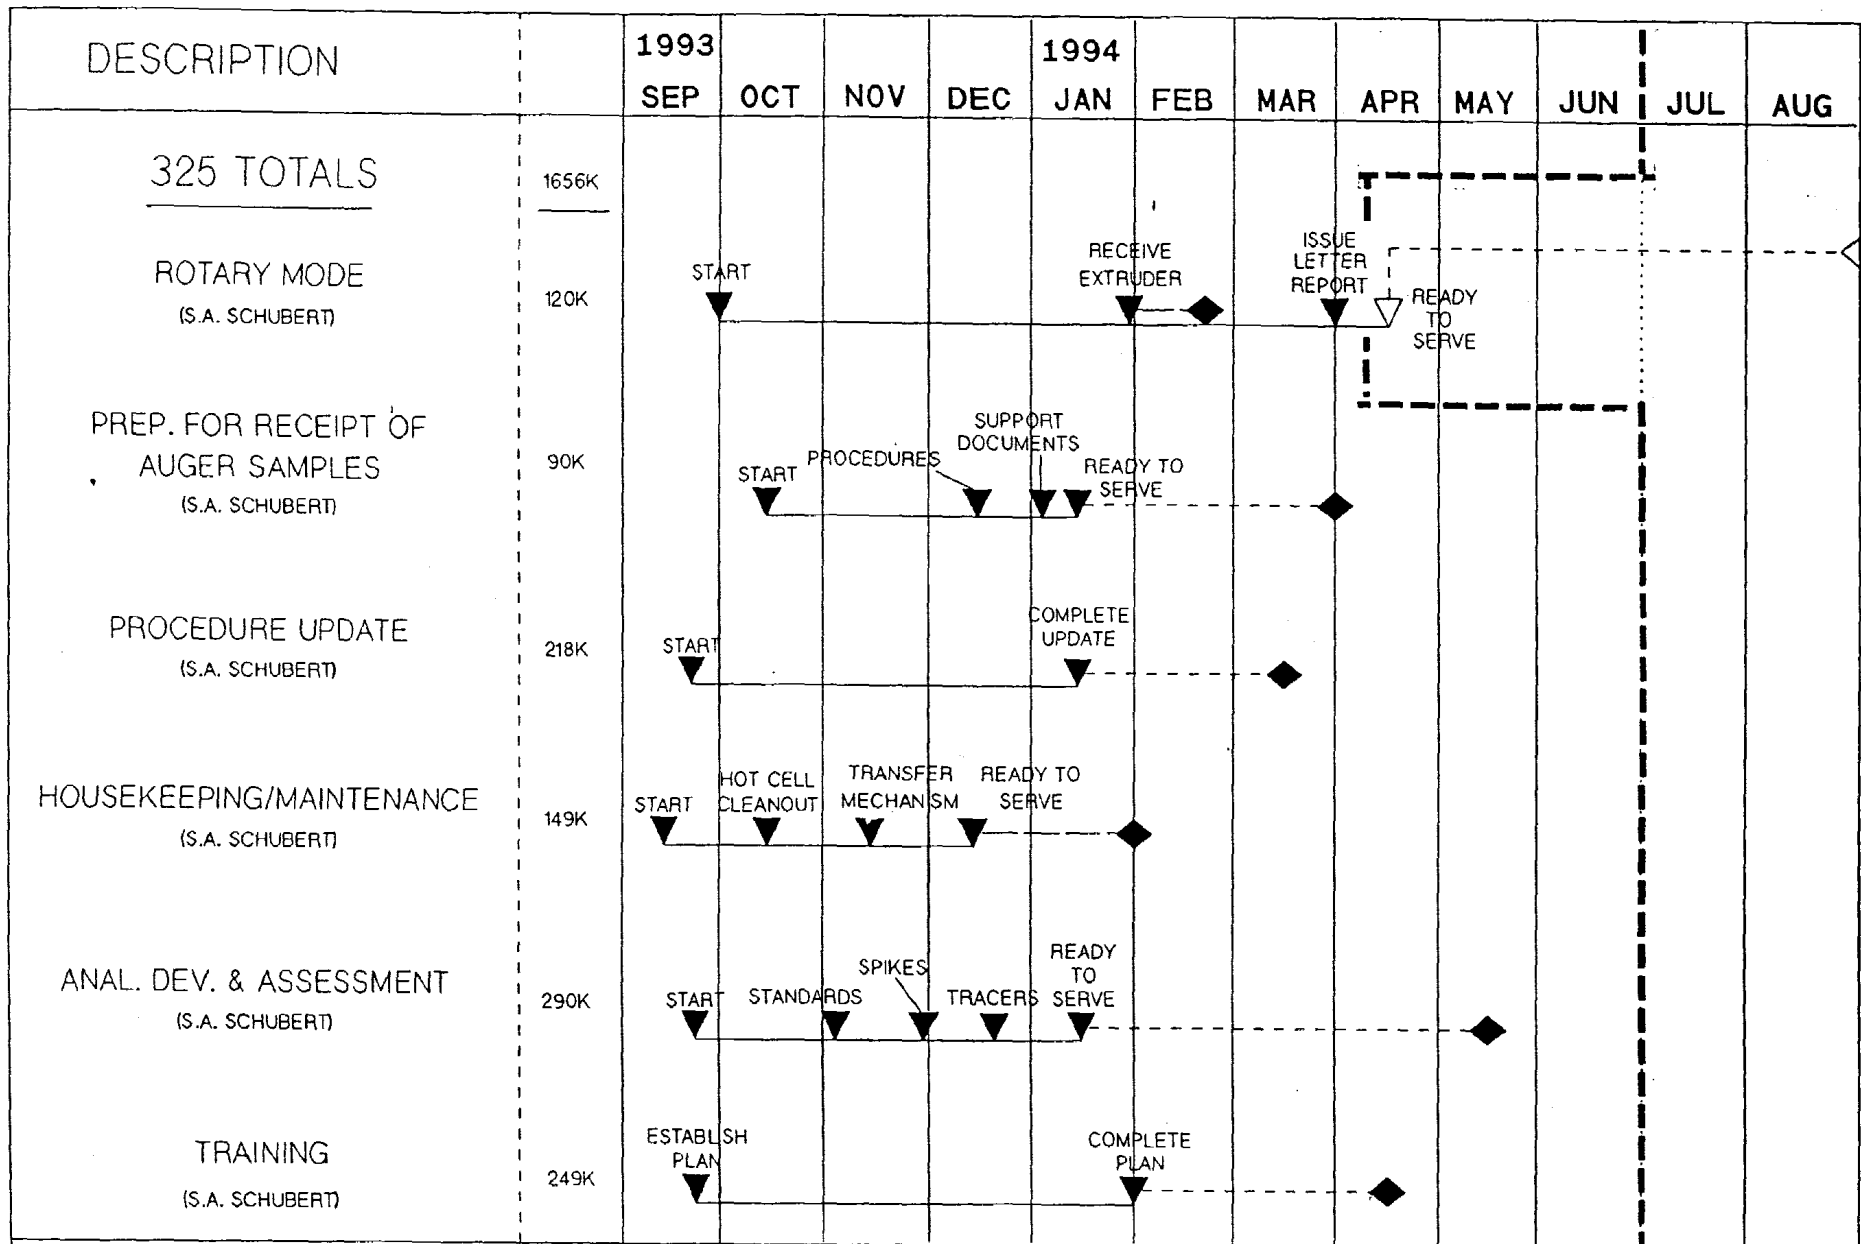 DESCRIPTION
1993
1994
SEP OCT NOV DEC JAN FEB MAR APR MAY JUN JUL AUG
325 TOTALS
1656K
ROTARY MODE
(S.A. SCHUBERT)
120K
START
RECEIVE
EXTRUDER
ISSUE
LETTER
REPORT
READY
TO
SERVE
PREP. FOR RECEIPT OF
AUGER SAMPLES
(S.A. SCHUBERT)
90K
START
PROCEDURES
SUPPORT
DOCUMENTS
READY TO
SERVE
PROCEDURE UPDATE
(S.A. SCHUBERT)
218K
START
COMPLETE
UPDATE
HOUSEKEEPING/MAINTENANCE
(S.A. SCHUBERT)
149K
START
HOT CELL
CLEANOUT
TRANSFER
MECHANISM
READY TO
SERVE
ANAL. DEV. & ASSESSMENT
(S.A. SCHUBERT)
290K
START
STANDARDS
SPIKES
TRACERS
READY
TO
SERVE
TRAINING
(S.A. SCHUBERT)
249K
ESTABLISH
PLAN
COMPLETE
PLAN